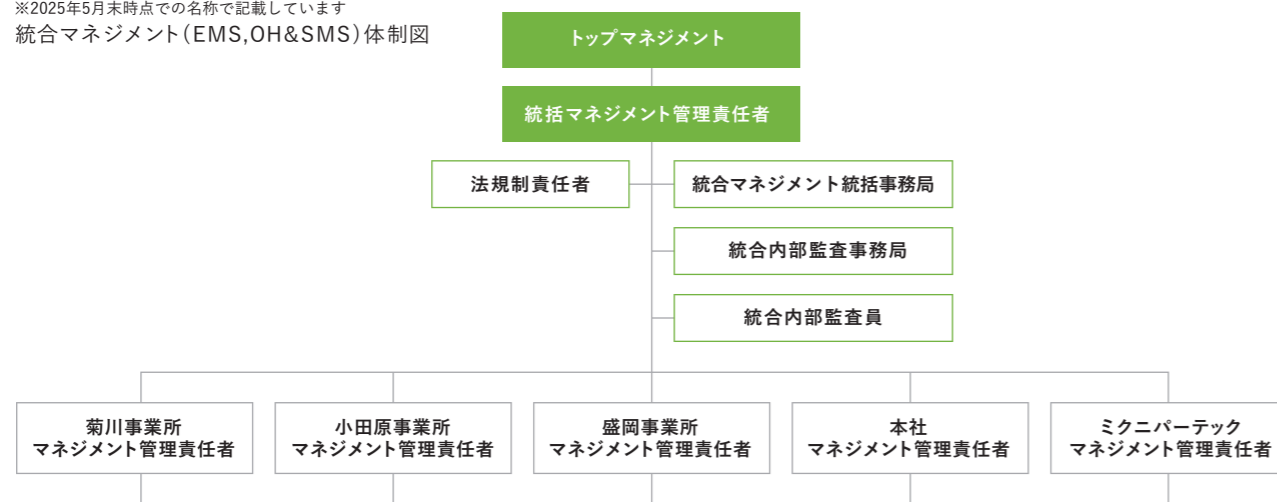 ※2025年5月末時点での名称で記載しています
統合マネジメント(EMS,OH&SMS)体制図
トップマネジメント
統括マネジメント管理責任者
法規制責任者
統合マネジメント統括事務局
統合内部監査事務局
統合内部監査員
菊川事業所
マネジメント管理責任者
小田原事業所
マネジメント管理責任者
盛岡事業所
マネジメント管理責任者
本社
マネジメント管理責任者
ミクニパーテック
マネジメント管理責任者